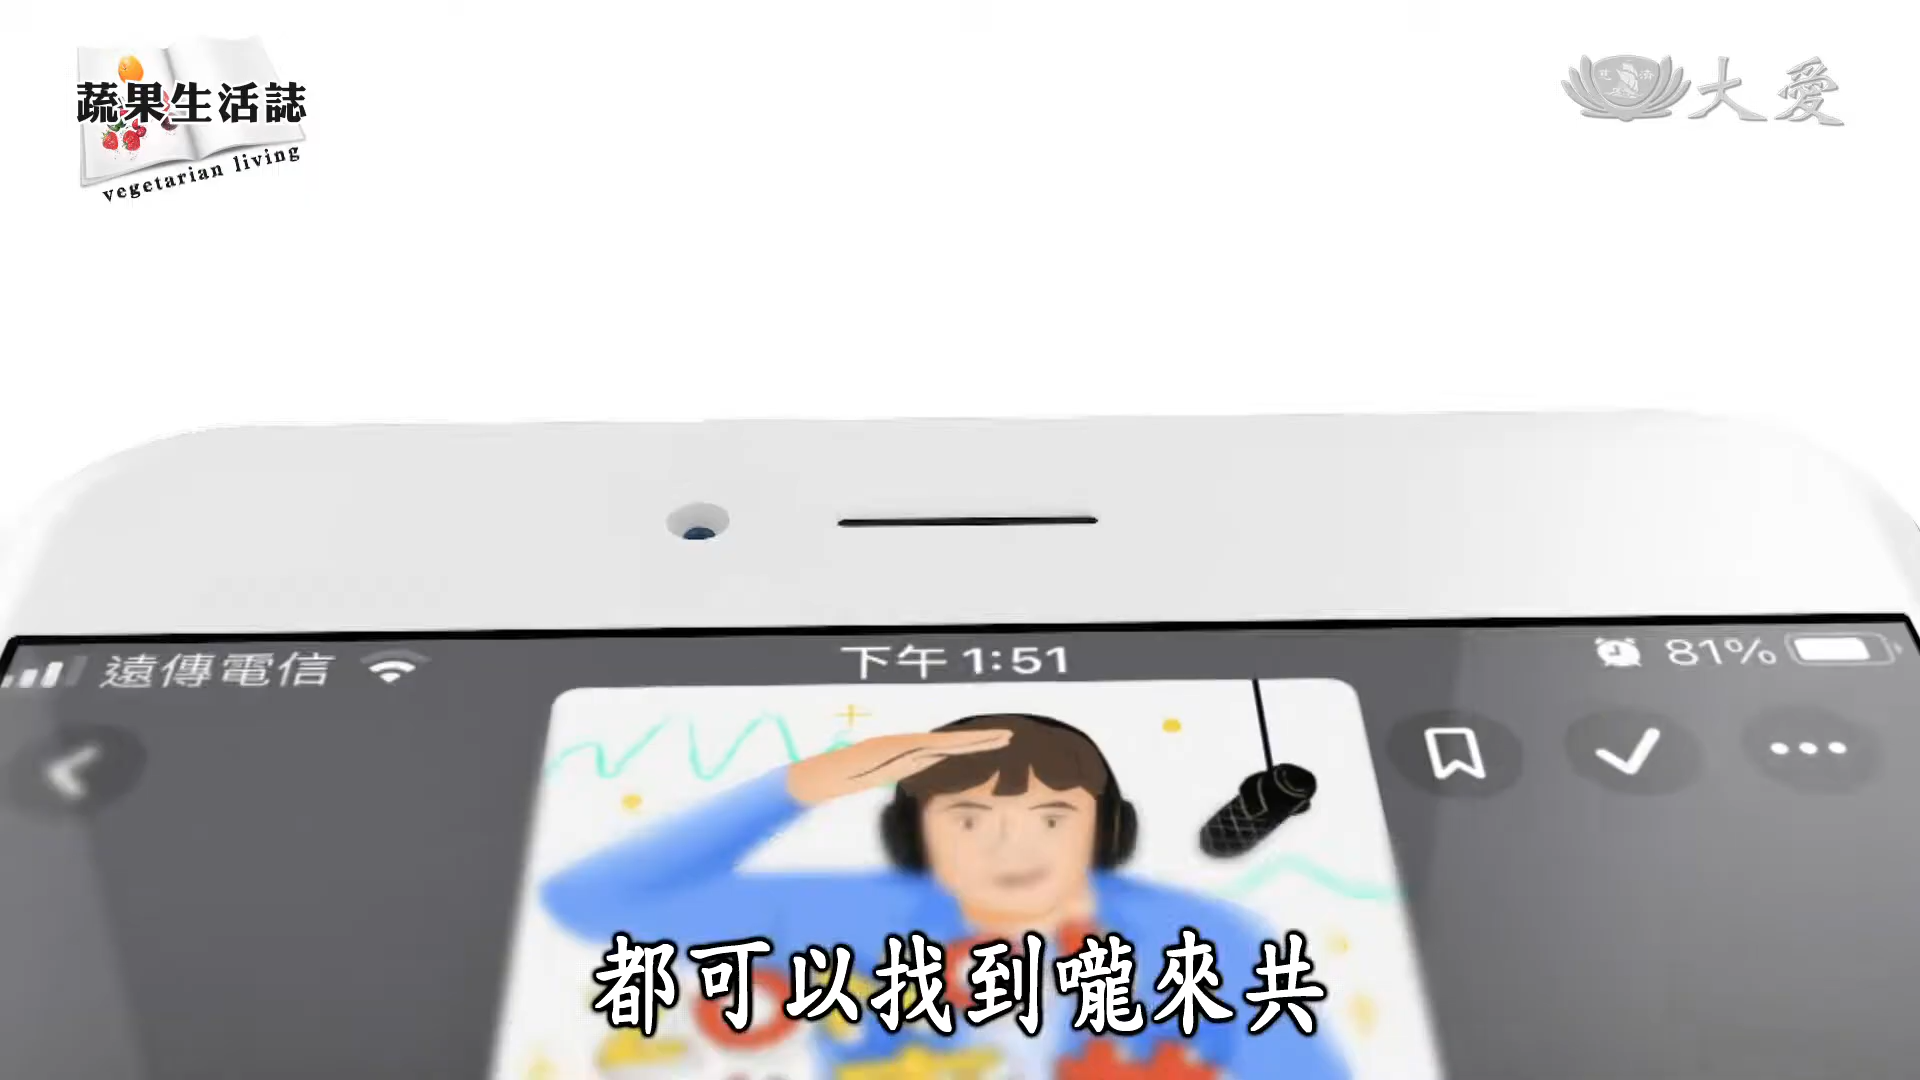 蔬果生活誌
vegetarian living
大愛
遠傳電信
下午1:51
81%
都可以找到嚨來共